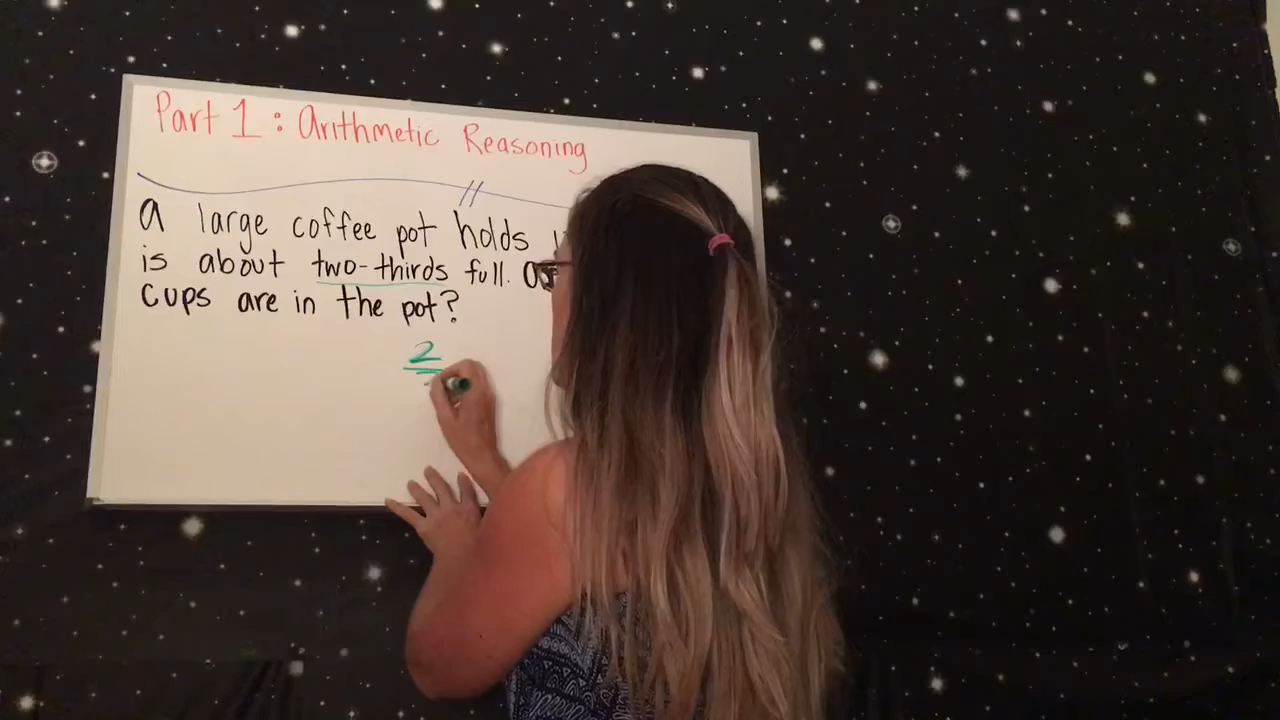 Part 1: Arithmetic Reasoning
A large coffee pot holds
is about two-thirds full.
cups are in the pot?
2